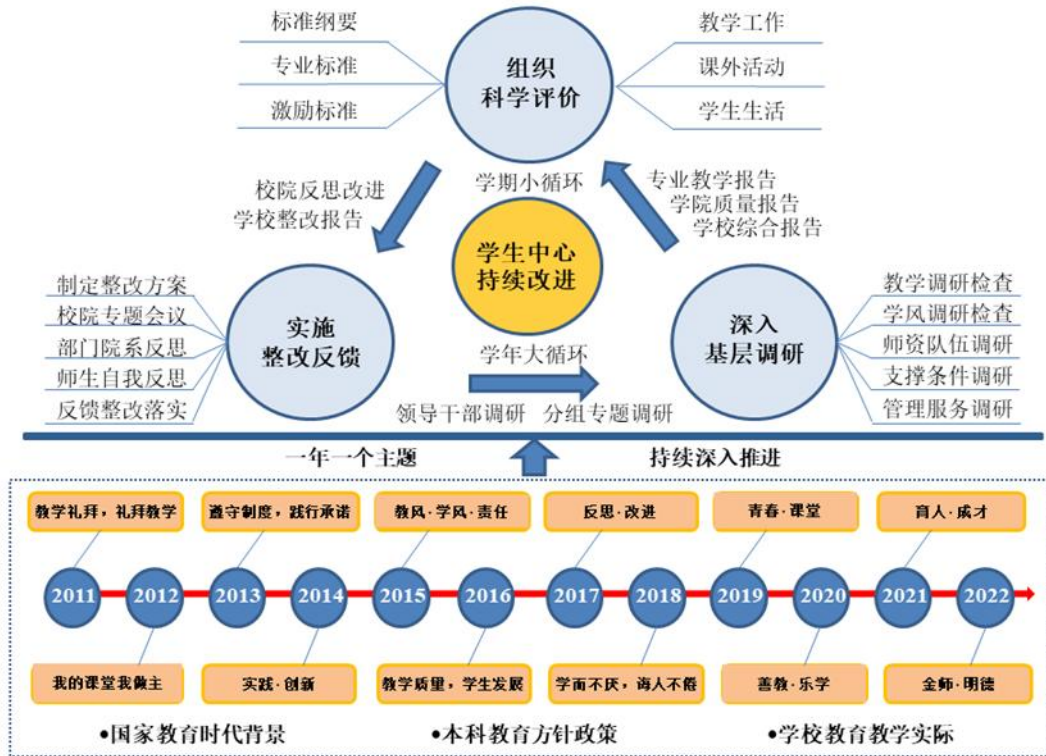 标准纲要
专业标准
激励标准
组织
科学评价
教学工作
课外活动
学生生活
校院反思改进
学校整改报告
学期小循环
专业教学报告
学院质量报告
学校综合报告
学生中心
持续改进
制定整改方案
校院专题会议
部门院系反思
师生自我反思
反馈整改落实
实施
整改反馈
学年大循环
领导干部调研 分组专题调研
深入
基层调研
教学调研检查
学风调研检查
师资队伍调研
支撑条件调研
管理服务调研
一年一个主题 持续深入推进
教学礼拜，礼拜教学
遵守制度，践行承诺
教风·学风·责任
反思·改进
青春·课堂
育人·成才
2011 2012 2013 2014 2015 2016 2017 2018 2019 2020 2021 2022
我的课堂我做主
实践·创新
教学质量，学生发展
学而不厌，诲人不倦
善教·乐学
金师·明德
•国家教育时代背景 •本科教育方针政策 •学校教育教学实际